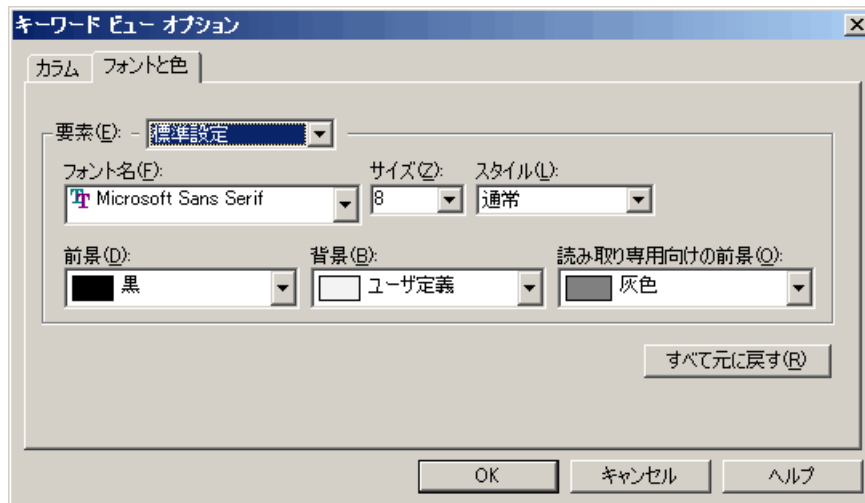 キーワード ビュー オプション
カラム フォントと色
要素(E): 標準設定
フォント名(F): サイズ(Z): スタイル(L):
Microsoft Sans Serif 8 通常
前景(D): 背景(B): 読み取り専用向けの前景(O):
黒 ユーザ定義 灰色
すべて元に戻す(R)
OK キャンセル ヘルプ